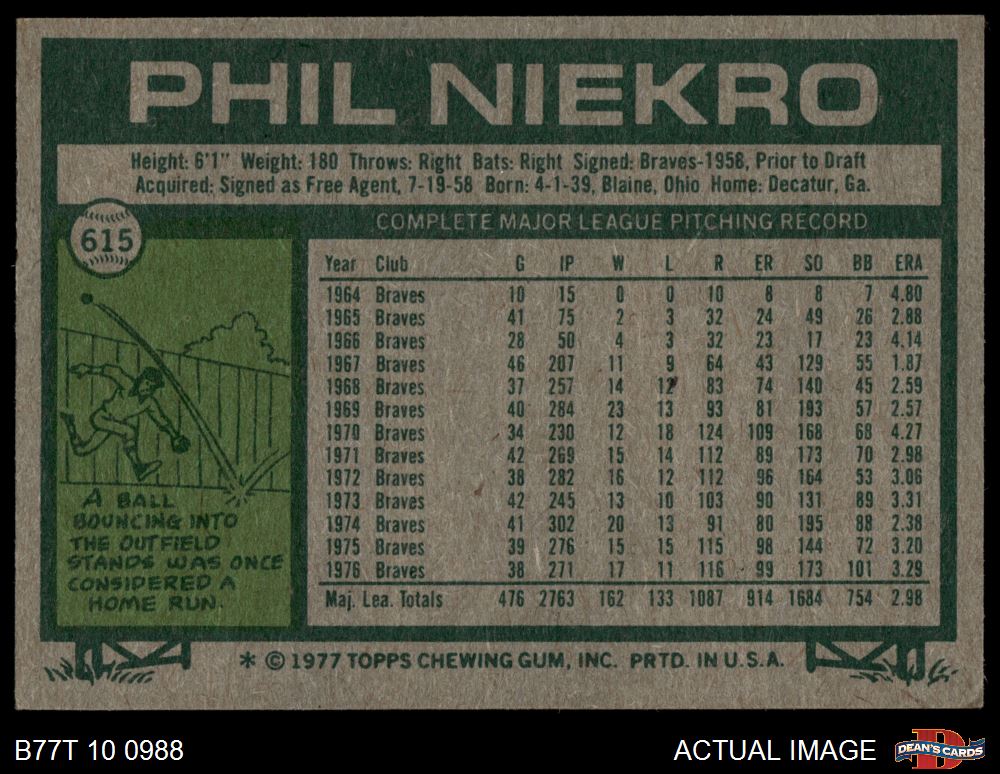 PHIL NIEKRO
Height: 6'1" Weight: 180 Throws: Right Bats: Right Signed: Braves-1958, Prior to Draft
Acquired: Signed as Free Agent, 7-19-58 Born: 4-1-39, Blaine, Ohio Home: Decatur, Ga.
615
COMPLETE MAJOR LEAGUE PITCHING RECORD
Year Club G IP W L R ER SO BB ERA
1964 Braves 10 15 0 0 10 8 8 7 4.80
1965 Braves 41 75 2 3 32 24 49 26 2.88
1966 Braves 28 50 4 3 32 23 17 23 4.14
1967 Braves 46 207 11 9 64 43 129 55 1.87
1968 Braves 37 257 14 12 83 74 140 45 2.59
1969 Braves 40 284 23 13 93 81 193 57 2.57
1970 Braves 34 230 12 18 124 109 168 68 4.27
1971 Braves 42 269 15 14 112 89 173 70 2.98
1972 Braves 38 282 16 12 112 96 164 53 3.06
1973 Braves 42 245 13 10 103 90 131 89 3.31
1974 Braves 41 302 20 13 91 80 195 88 2.38
1975 Braves 39 276 15 15 115 98 144 72 3.20
1976 Braves 38 271 17 11 116 99 173 101 3.29
Maj. Lea. Totals 476 2763 162 133 1087 914 1684 754 2.98
A BALL
BOUNCING INTO
THE OUTFIELD
STANDS WAS ONCE
CONSIDERED A
HOME RUN.
* © 1977 TOPPS CHEWING GUM, INC. PRTD. IN U.S.A.
B77T 10 0988
ACTUAL IMAGE
DEAN'S CARDS